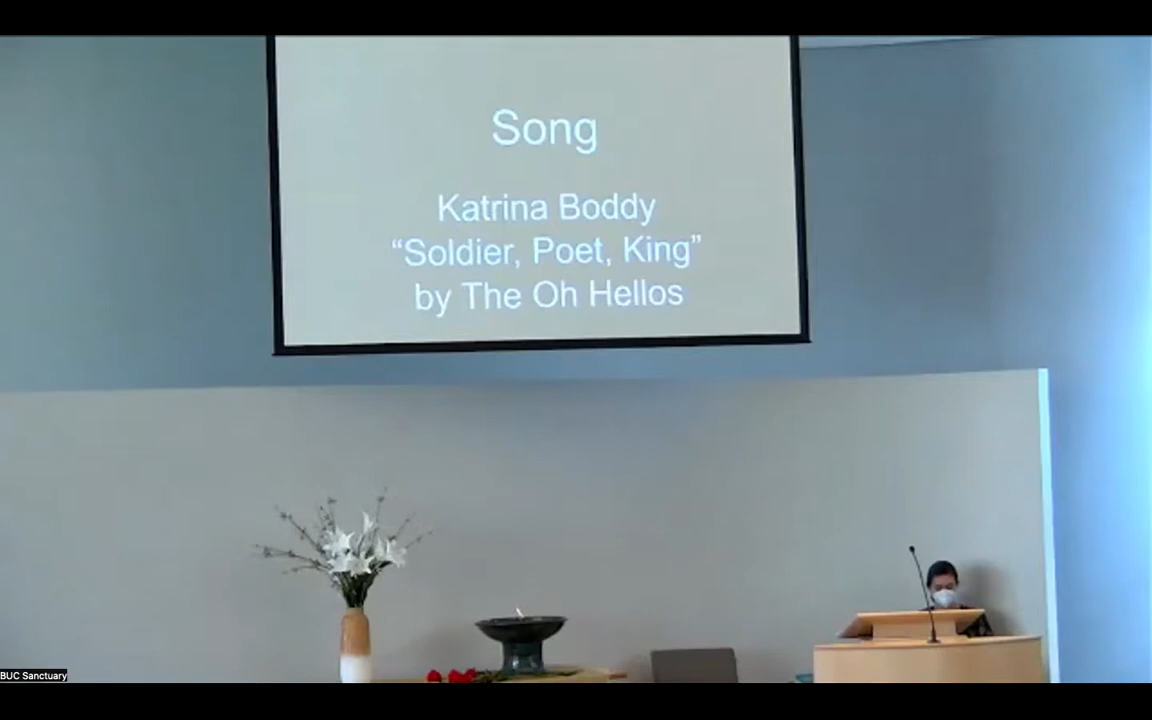 Song
Katrina Boddy
“Soldier, Poet, King”
by The Oh Hellos
BUC Sanctuary